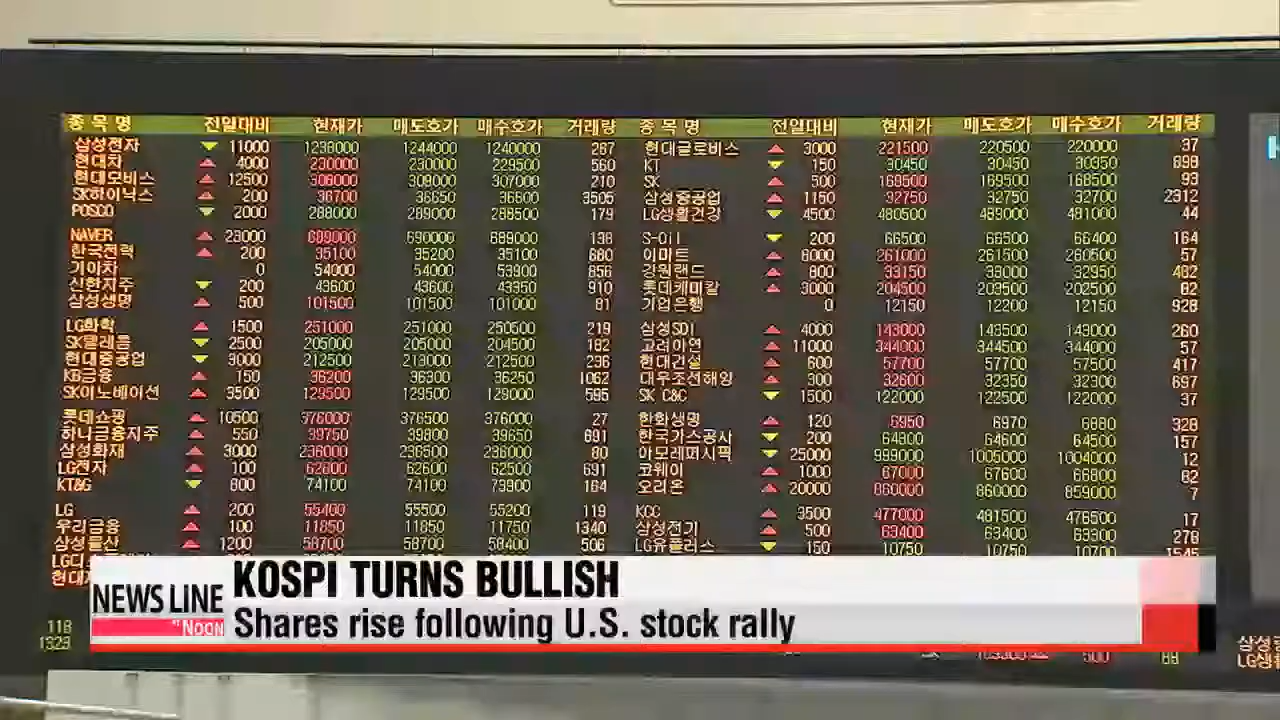 종목명 전일대비 현재가 매도호가 매수호가 거래량 종목명 전일대비 현재가 매도호가 매수호가 거래량
삼성전자 ▼ 11000 1238000 1244000 1240000 267 현대글로비스 ▲ 3000 221500 220500 220000 37
현대차 ▲ 4000 230000 230000 229500 560 KT ▼ 150 30450 30450 30350 698
현대모비스 ▲ 12500 308000 308000 307000 210 SK ▲ 500 169500 169500 168500 93
SK하이닉스 ▲ 200 36700 36650 36600 3505 삼성중공업 ▲ 1150 32750 32750 32700 2312
POSCO ▼ 2000 288000 289000 288500 179 LG생활건강 ▼ 4500 480500 489000 481000 44
NAVER ▲ 23000 689000 690000 689000 138 S-Oil ▼ 200 66500 66500 66400 164
한국전력 ▲ 200 35100 35200 35100 680 이마트 ▲ 6000 261000 261500 260500 57
기아차 0 54000 54000 53900 656 강원랜드 ▲ 800 33150 33000 32950 482
신한지주 ▼ 200 43600 43600 43350 910 롯데케미칼 ▲ 3000 204500 203500 202500 62
삼성생명 ▲ 500 101500 101500 101000 81 기업은행 0 12150 12200 12150 928
LG화학 ▲ 1500 251000 251000 250500 219 삼성SDI ▲ 4000 143000 143500 143000 260
SK텔레콤 ▼ 2500 205000 205000 204500 182 고려아연 ▲ 11000 344000 344500 344000 57
현대중공업 ▼ 3000 212500 213000 212500 236 현대건설 ▲ 600 57700 57700 57500 417
KB금융 ▲ 150 36200 36300 36250 1062 대우조선해양 ▲ 300 32600 32350 32300 697
SK이노베이션 ▲ 3500 129500 129500 129000 595 SK C&C ▼ 1500 122000 122500 122000 37
롯데쇼핑 ▲ 10500 376000 376500 376000 27 한화생명 ▲ 120 6950 6970 6880 328
하나금융지주 ▲ 550 39750 39800 39650 691 한국가스공사 ▼ 200 64800 64600 64500 157
삼성화재 ▲ 3000 236000 236500 236000 80 아모레퍼시픽 ▼ 25000 999000 1005000 1004000 12
LG전자 ▲ 100 62600 62600 62500 631 코웨이 ▲ 1000 67000 67600 66800 82
KT&G ▼ 800 74100 74100 73900 164 오리온 ▲ 20000 860000 860000 859000 7
LG ▲ 200 55400 55500 55200 119 KCC ▲ 3500 477000 481500 476500 17
우리금융 ▲ 100 11850 11850 11750 1340 삼성전기 ▲ 500 63400 63400 63300 276
삼성물산 ▲ 1200 58700 58700 58400 506 LG유플러스 ▼ 150 10750 10750 10700 1545
LG디
현대
118
1323
NEWS LINE
"NOON
KOSPI TURNS BULLISH
Shares rise following U.S. stock rally
500 88